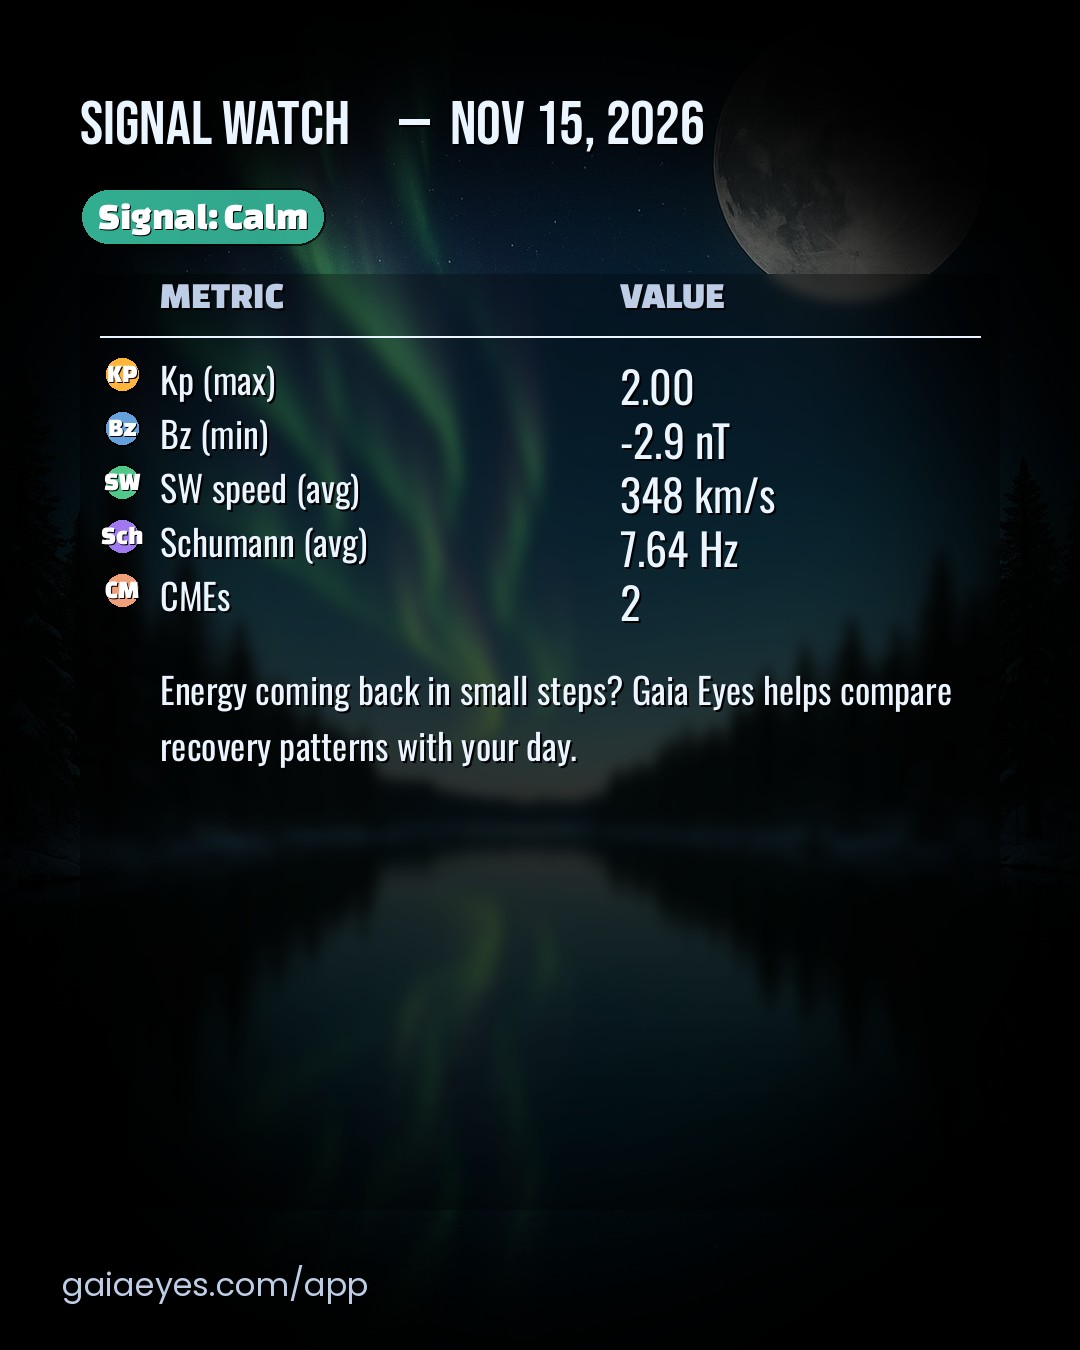 SIGNAL WATCH — NOV 15, 2026
Signal: Calm
METRIC VALUE
KP Kp (max) 2.00
Bz Bz (min) -2.9 nT
SW SW speed (avg) 348 km/s
Sch Schumann (avg) 7.64 Hz
CM CMEs 2
Energy coming back in small steps? Gaia Eyes helps compare
recovery patterns with your day.
gaiaeyes.com/app